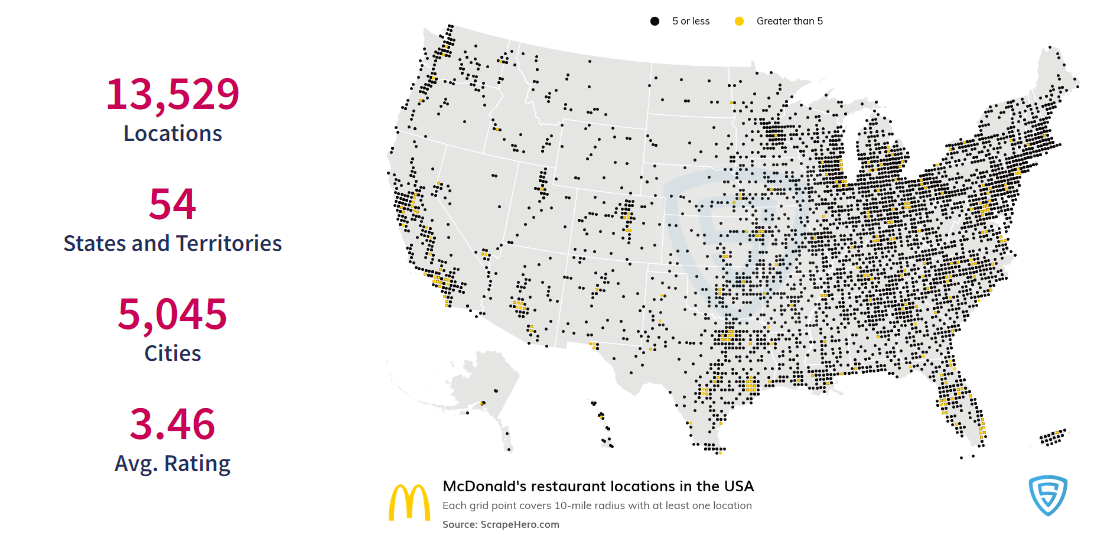 13,529
Locations
54
States and Territories
5,045
Cities
3.46
Avg. Rating
5 or less
Greater than 5
McDonald's restaurant locations in the USA
Each grid point covers 10-mile radius with at least one location
Source: ScrapeHero.com